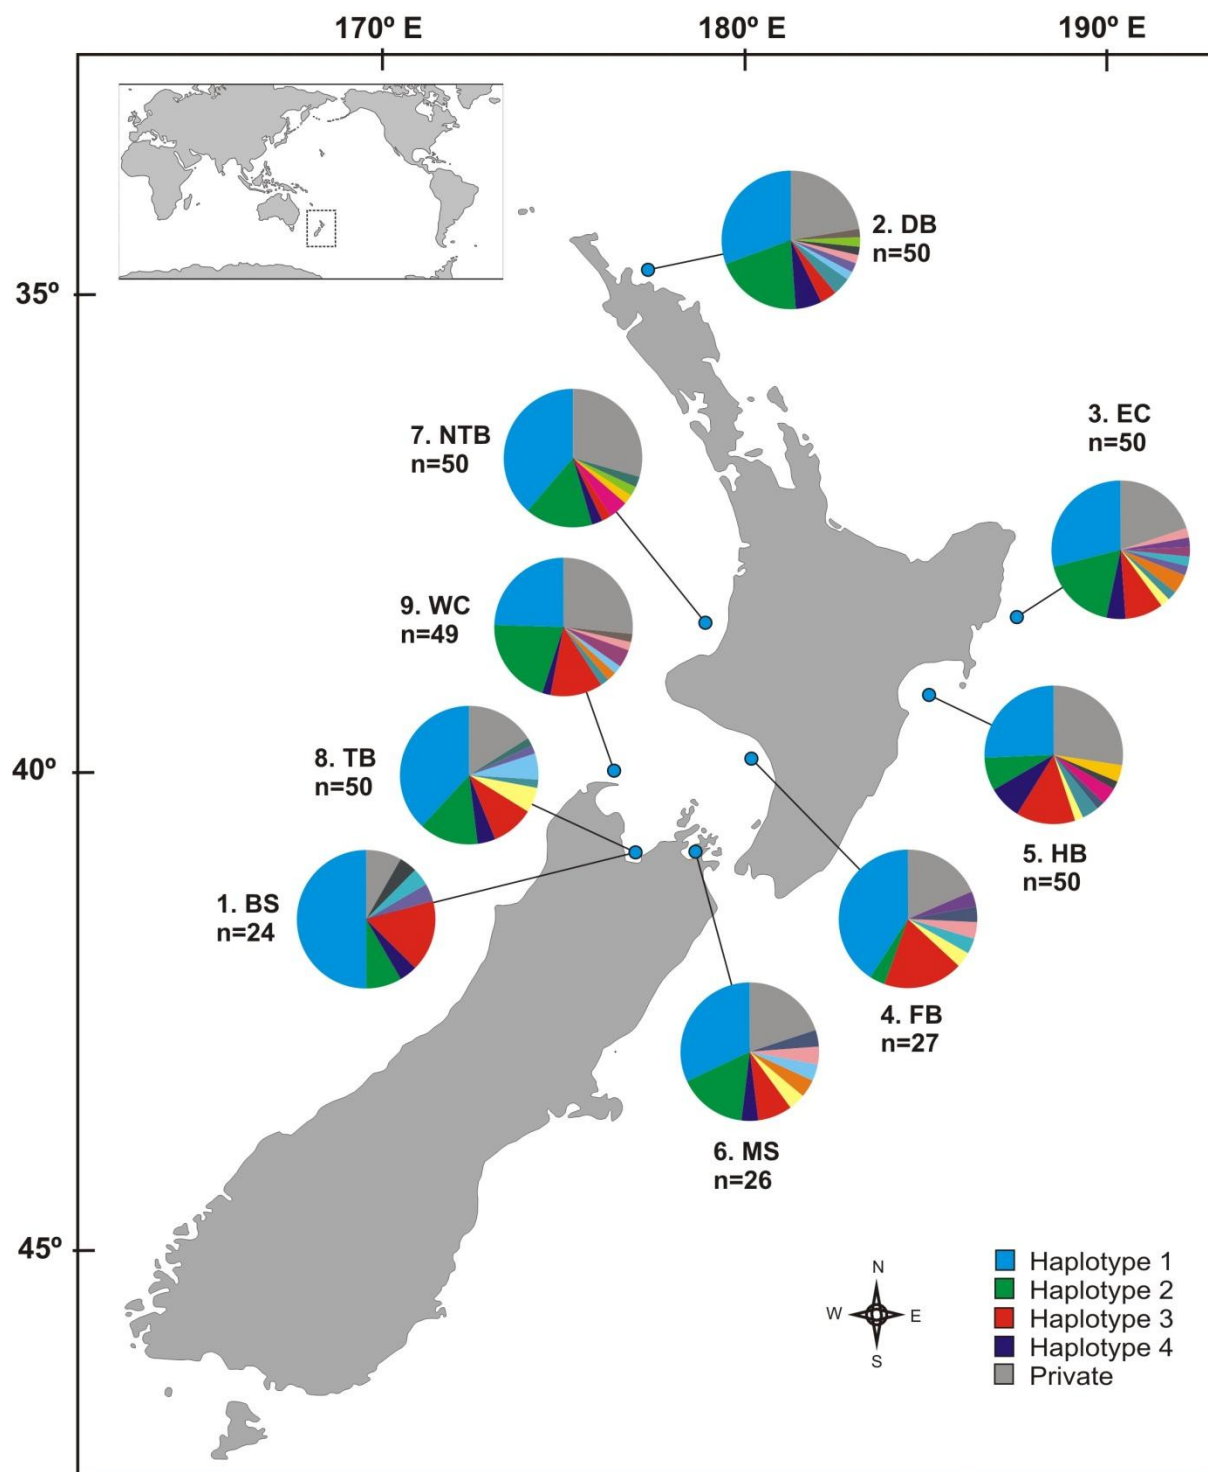 170º E
180º E
190º E
35º
40º
45º
2. DB
n=50
7. NTB
n=50
3. EC
n=50
9. WC
n=49
8. TB
n=50
5. HB
n=50
1. BS
n=24
4. FB
n=27
6. MS
n=26
N
W
E
S
Haplotype 1
Haplotype 2
Haplotype 3
Haplotype 4
Private